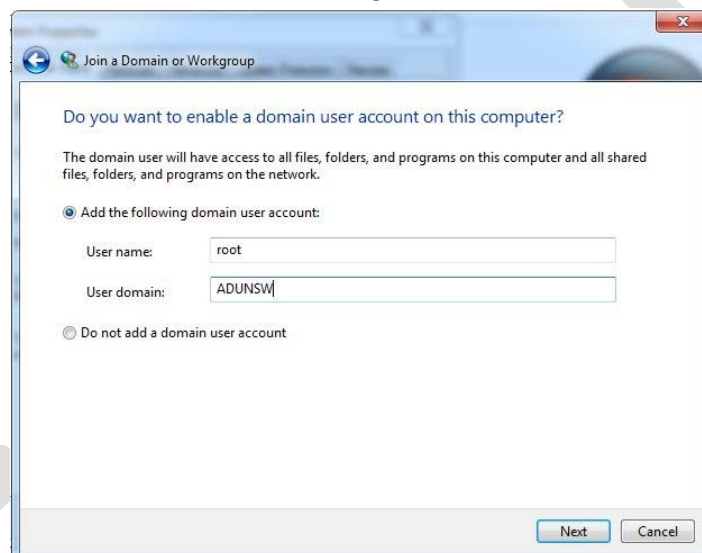 Join a Domain or Workgroup
Do you want to enable a domain user account on this computer?
The domain user will have access to all files, folders, and programs on this computer and all shared
files, folders, and programs on the network.
Add the following domain user account:
User name: root
User domain: ADUNSW
Do not add a domain user account
Next Cancel